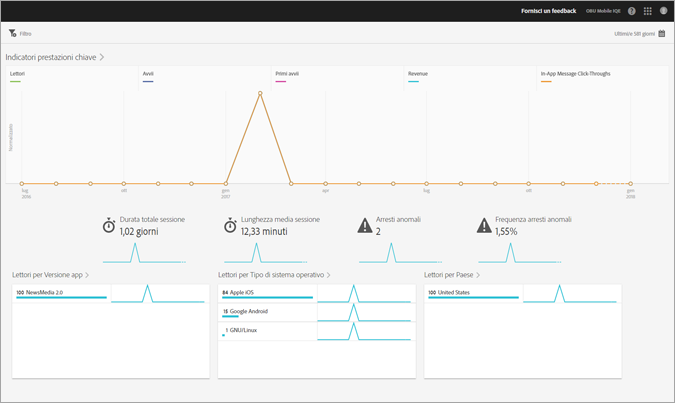 Fornisci un feedback OBU Mobile IQE
Filtro Ultimi(e 581 giorni
Indicatori prestazioni chiave
Lettori Avvii Primi avvii Revenue In-App Message Click-Throughs
Normalizzato
lug ott gen apr lug ott gen
2016 2017 2018
Durata totale sessione Lunghezza media sessione Arresti anomali Frequenza arresti anomali
1,02 giorni 12,33 minuti 2 1,55%
Lettori per Versione app Lettori per Tipo di sistema operativo Lettori per Paese
100 NewsMedia 2.0 84 Apple iOS 100 United States
Google Android
1 GNU/Linux